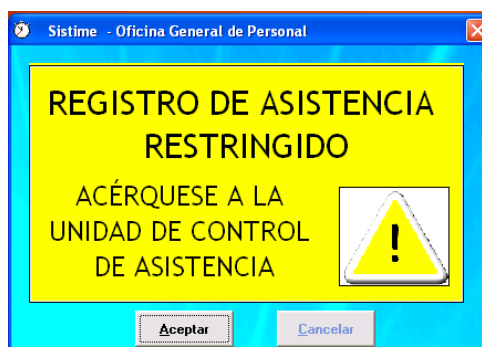 Sistime - Oficina General de Personal
REGISTRO DE ASISTENCIA
RESTRINGIDO
ACÉRQUESE A LA
UNIDAD DE CONTROL
DE ASISTENCIA
!
Aceptar
Cancelar